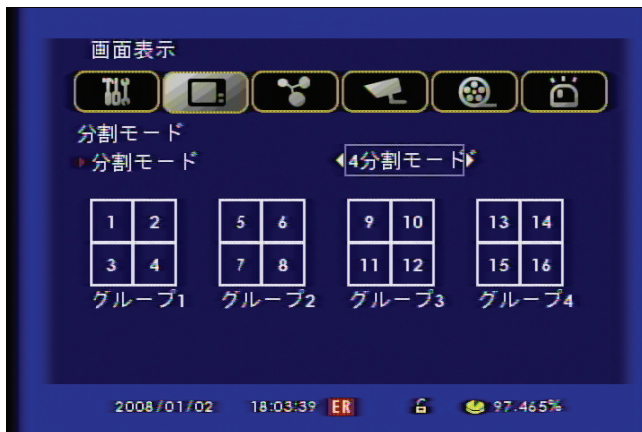 画面表示
分割モード
分割モード 4分割モード
1 2 5 6 9 10 13 14
3 4 7 8 11 12 15 16
グループ1 グループ2 グループ3 グループ4
2008/01/02 18:03:39 ER 97.465%